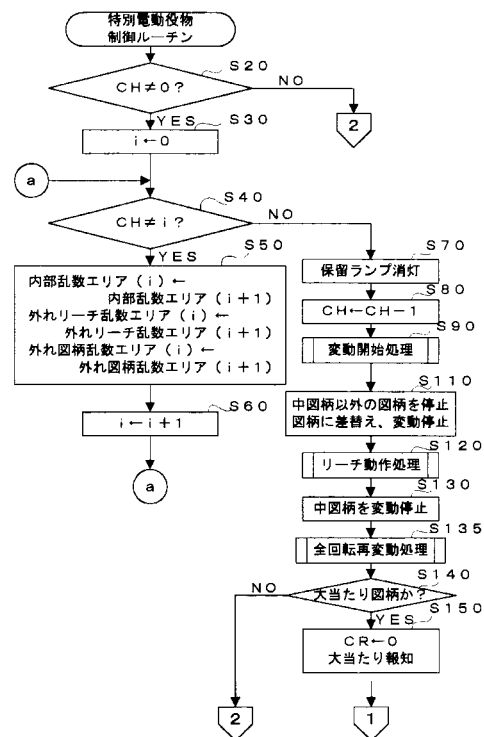 特別電動役物
制御ルーチン
S20
CH≠0?
NO
2
YES
S30
i←0
a
S40
CH≠i?
NO
YES
S50
内部乱数エリア(i)←
内部乱数エリア(i+1)
外れリーチ乱数エリア(i)←
外れリーチ乱数エリア(i+1)
外れ図柄乱数エリア(i)←
外れ図柄乱数エリア(i+1)
S60
i←i+1
a
S70
保留ランプ消灯
S80
CH←CH-1
S90
変動開始処理
S110
中図柄以外の図柄を停止
図柄に差替え、変動停止
S120
リーチ動作処理
S130
中図柄を変動停止
S135
全回転再変動処理
S140
大当たり図柄か?
NO
YES
S150
CR←0
大当たり報知
2
1